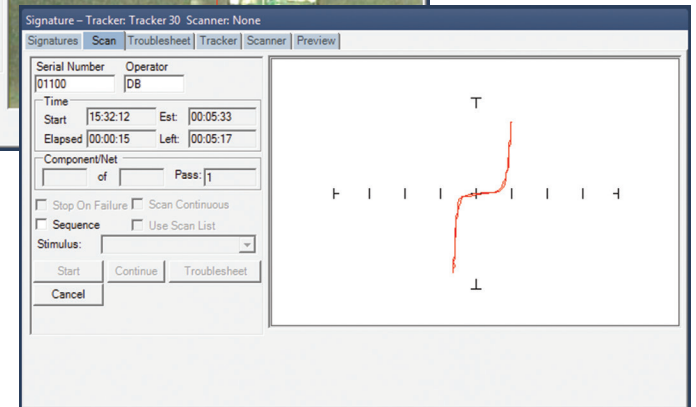 Signature – Tracker: Tracker 30 Scanner: None
Signatures Scan Troublesheet Tracker Scanner Preview
Serial Number Operator
01100 DB
Time
Start 15:32:12 Est: 00:05:33
Elapsed 00:00:15 Left: 00:05:17
Component/Net
of Pass: 1
Stop On Failure Scan Continuous
Sequence Use Scan List
Stimulus:
Start Continue Troublesheet
Cancel